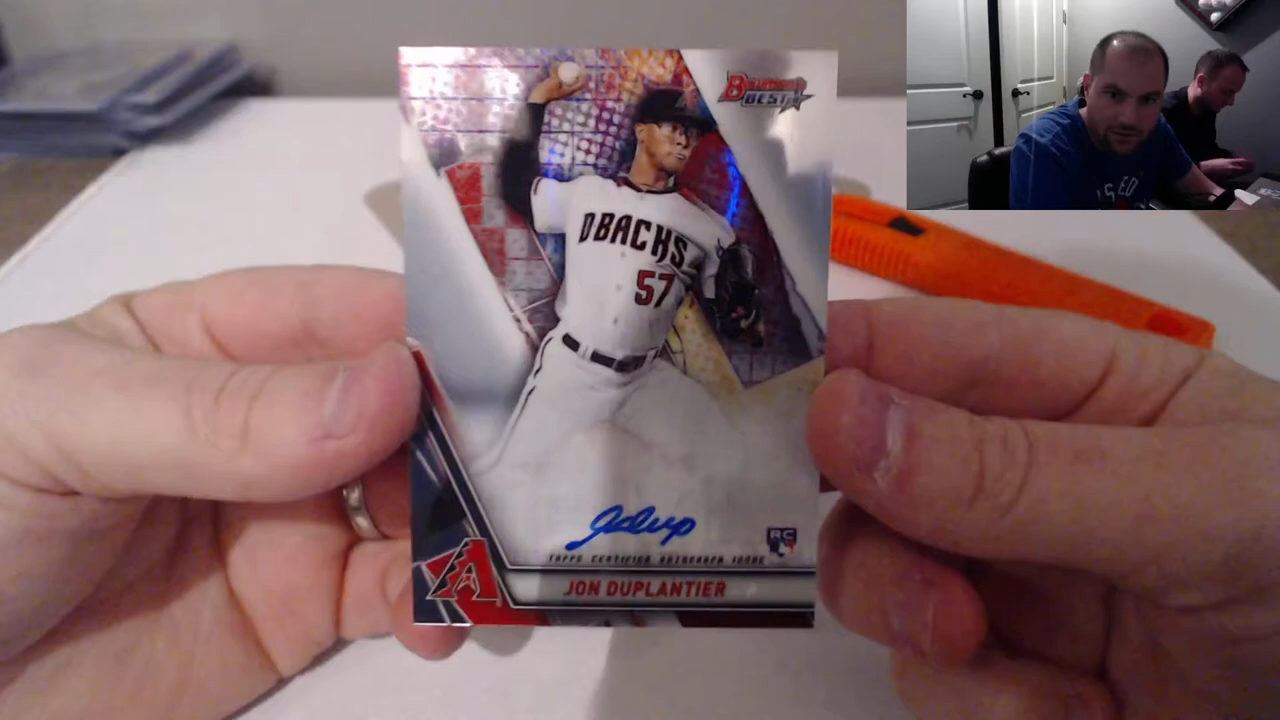 BOWMAN'S
BEST
DBACKS
57
RC
TOPPS CERTIFIED AUTOGRAPH ISSUE
JON DUPLANTIER